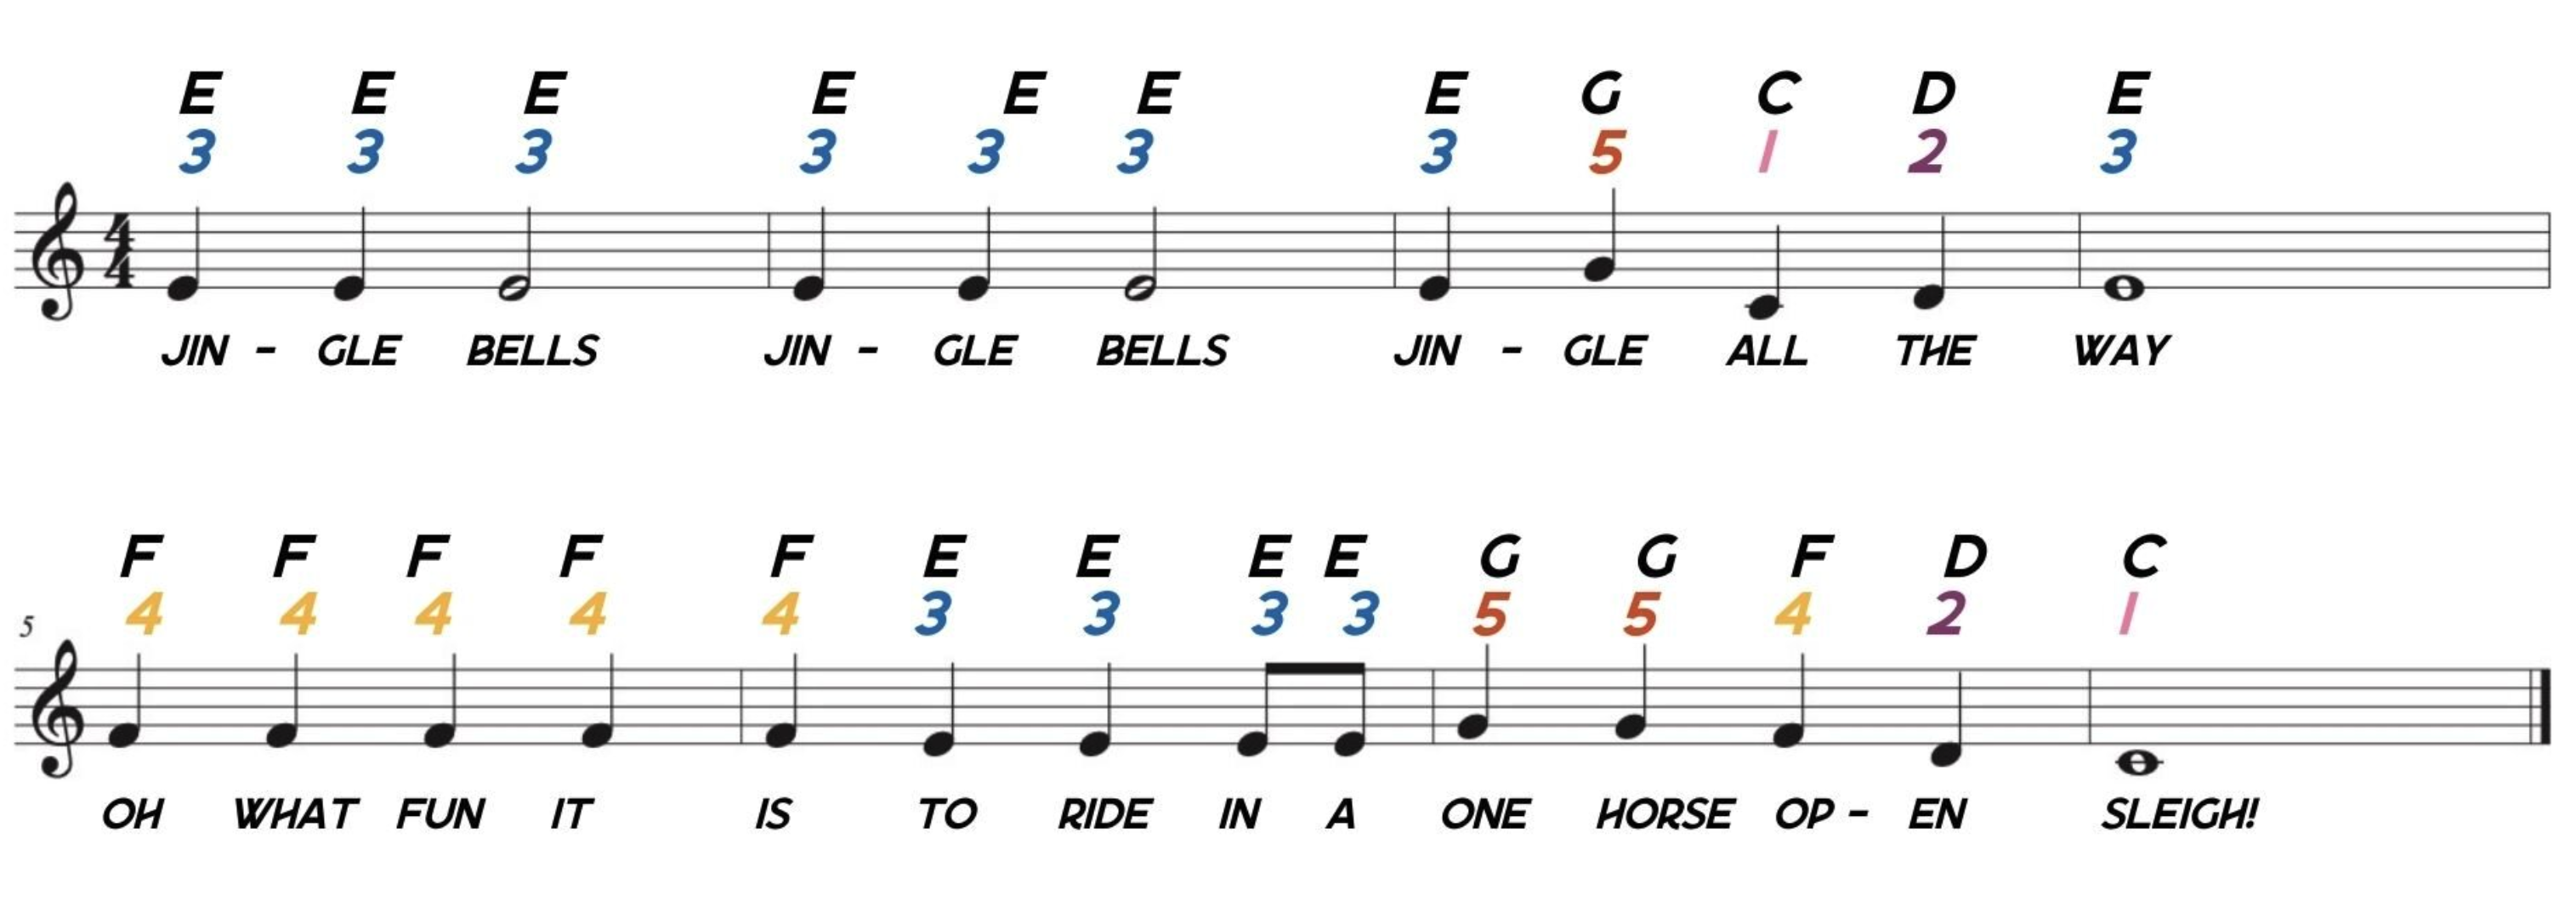 E E E E E E E G C D E
3 3 3 3 3 3 3 5 1 2 3
4
4
JIN - GLE BELLS JIN - GLE BELLS JIN - GLE ALL THE WAY
F F F F F E E E E G G F D C
4 4 4 4 4 3 3 3 3 5 5 4 2 1
5
OH WHAT FUN IT IS TO RIDE IN A ONE HORSE OP - EN SLEIGH!